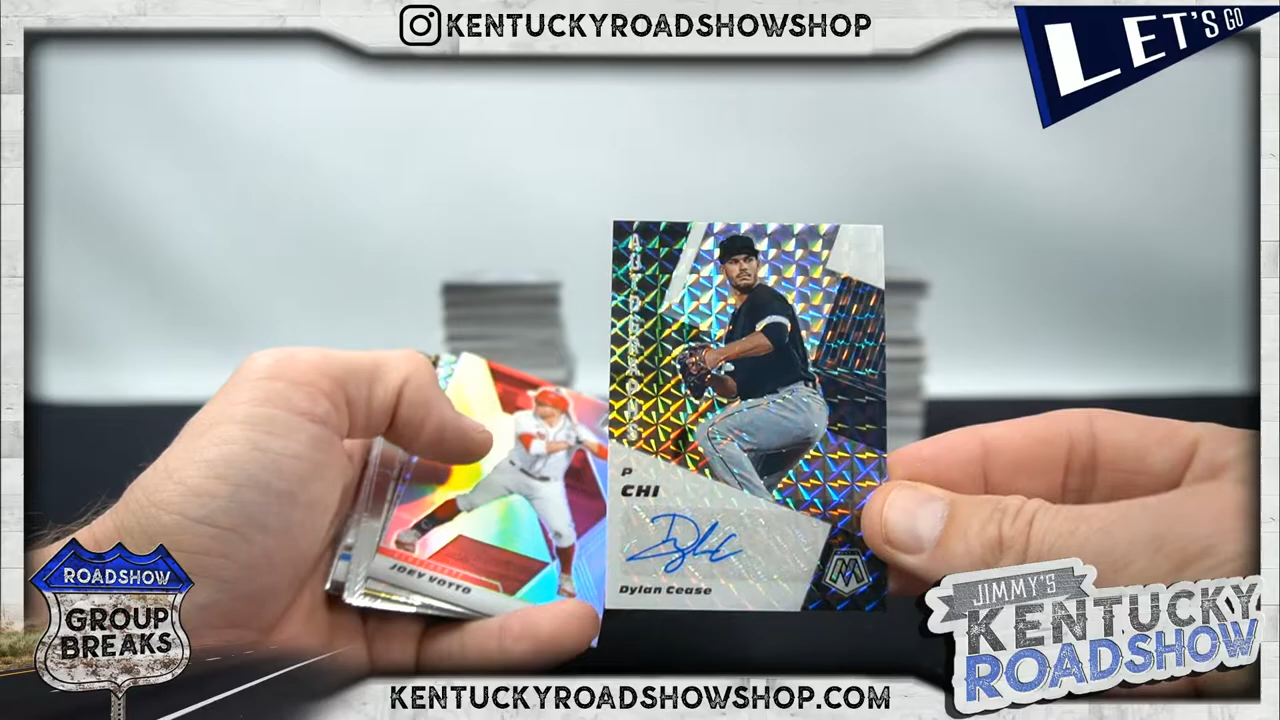 KENTUCKYROADSHOWSHOP
LET'S GO
AUTOGRAPHS
P
CHI
Dylan Cease
JOEY VOTTO
ROADSHOW
GROUP
BREAKS
JIMMY'S
KENTUCKY
ROADSHOW
KENTUCKYROADSHOWSHOP.COM